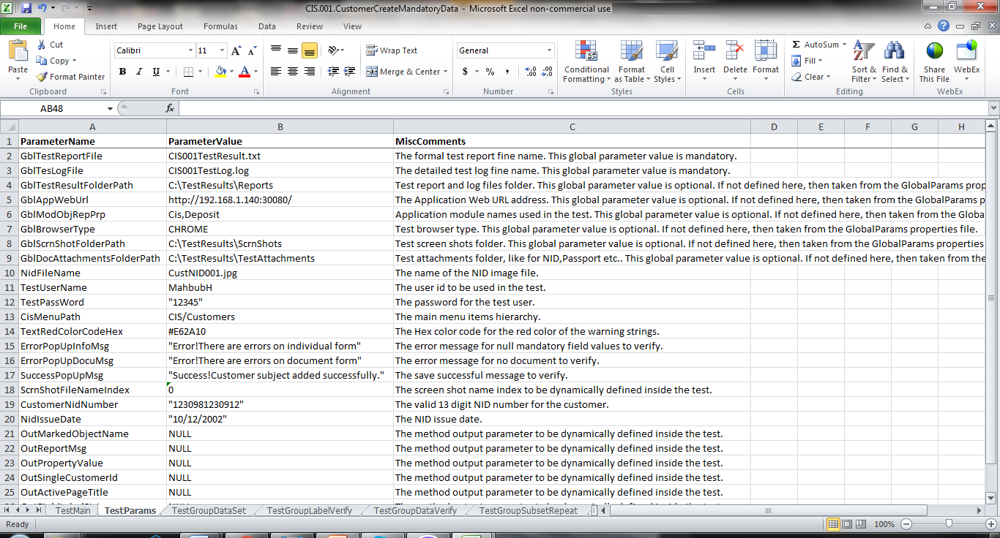 CIS.001.CustomerCreateMandatoryData - Microsoft Excel non-commercial use
File Home Insert Page Layout Formulas Data Review View
Paste Cut Copy Format Painter Clipboard
Calibri 11 B I U Font
Wrap Text Merge & Center Alignment
General $ % , Number
Conditional Formatting Format as Table Cell Styles Styles
Insert Delete Format Cells
Σ AutoSum Fill Clear Sort & Filter Find & Select Editing
Share This File WebEx WebEx
AB48 fx
A B C D E F G H
1 ParameterName ParameterValue MiscComments
2 GblTestReportFile CIS001TestResult.txt The formal test report fine name. This global parameter value is mandatory.
3 GblTesLogFile CIS001TestLog.log The detailed test log fine name. This global parameter value is mandatory.
4 GblTestResultFolderPath C:\TestResults\Reports Test report and log files folder. This global parameter value is optional. If not defined here, then taken from the GlobalParams prop
5 GblAppWebUrl http://192.168.1.140:30080/ The Application Web URL address. This global parameter value is optional. If not defined here, then taken from the GlobalParams p
6 GblModObjRepPrp Cis,Deposit Application module names used in the test. This global parameter value is optional. If not defined here, then taken from the Globa
7 GblBrowserType CHROME Test browser type. This global parameter value is optional. If not defined here, then taken from the GlobalParams properties file.
8 GblScrnShotFolderPath C:\TestResults\ScrnShots Test screen shots folder. This global parameter value is optional. If not defined here, then taken from the GlobalParams properties
9 GblDocAttachmentsFolderPath C:\TestResults\TestAttachments Test attachments folder, like for NID,Passport etc.. This global parameter value is optional. If not defined here, then taken from the
10 NidFileName CustNID001.jpg The name of the NID image file.
11 TestUserName MahbubH The user id to be used in the test.
12 TestPassWord "12345" The password for the test user.
13 CisMenuPath CIS/Customers The main menu items hierarchy.
14 TextRedColorCodeHex #E62A10 The Hex color code for the red color of the warning strings.
15 ErrorPopUpInfoMsg "Error!There are errors on individual form" The error message for null mandatory field values to verify.
16 ErrorPopUpDocuMsg "Error!There are errors on document form" The error message for no document to verify.
17 SuccessPopUpMsg "Success!Customer subject added successfully." The save successful message to verify.
18 ScrnShotFileNameIndex 0 The screen shot name index to be dynamically defined inside the test.
19 CustomerNidNumber "1230981230912" The valid 13 digit NID number for the customer.
20 NidIssueDate "10/12/2002" The NID issue date.
21 OutMarkedObjectName NULL The method output parameter to be dynamically defined inside the test.
22 OutReportMsg NULL The method output parameter to be dynamically defined inside the test.
23 OutPropertyValue NULL The method output parameter to be dynamically defined inside the test.
24 OutSingleCustomerId NULL The method output parameter to be dynamically defined inside the test.
25 OutActivePageTitle NULL The method output parameter to be dynamically defined inside the test.
TestMain TestParams TestGroupDataSet TestGroupLabelVerify TestGroupDataVerify TestGroupSubsetRepeat
Ready 100%